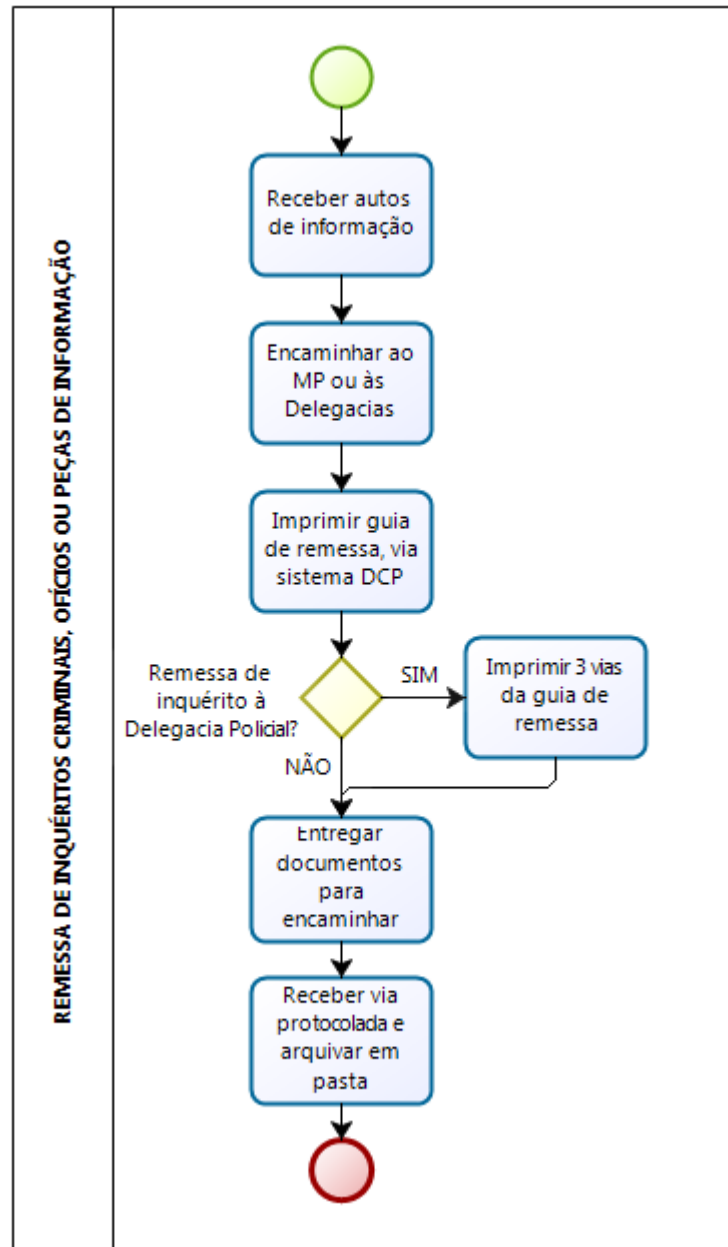 REMESSA DE INQUÉRITOS CRIMINAIS, OFÍCIOS OU PEÇAS DE INFORMAÇÃO
Receber autos
de informação
Encaminhar ao
MP ou às
Delegacias
Imprimir guia
de remessa, via
sistema DCP
Remessa de
inquérito à
Delegacia Policial?
SIM
Imprimir 3 vias
da guia de
remessa
NÃO
Entregar
documentos
para
encaminhar
Receber via
protocolada e
arquivar em
pasta